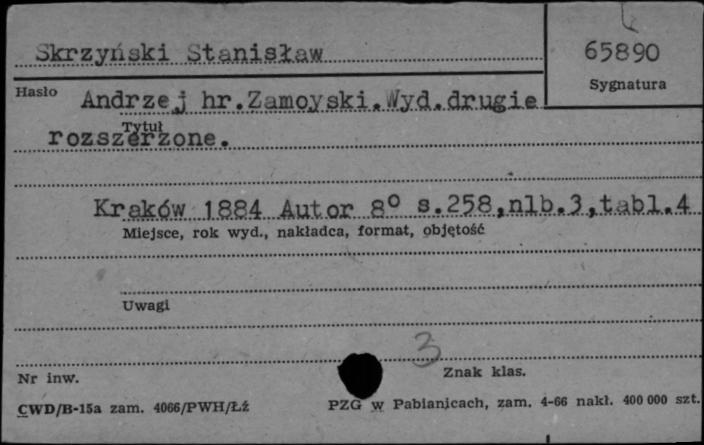 Skrzyński Stanisław
65890
Sygnatura
Hasło
Andrzej hr.Zamoyski.Wyd.drugie
Tytuł
rozszerzone.
Kraków 1884 Autor 8° s.258,nlb.3,tabl.4
Miejsce, rok wyd., nakładca, format, objętość
Uwagi
3
Nr inw.
Znak klas.
CWD/B-15a zam. 4066/PWH/Łź
PZG w Pabianicach, zam. 4-66 nakł. 400 000 szt.